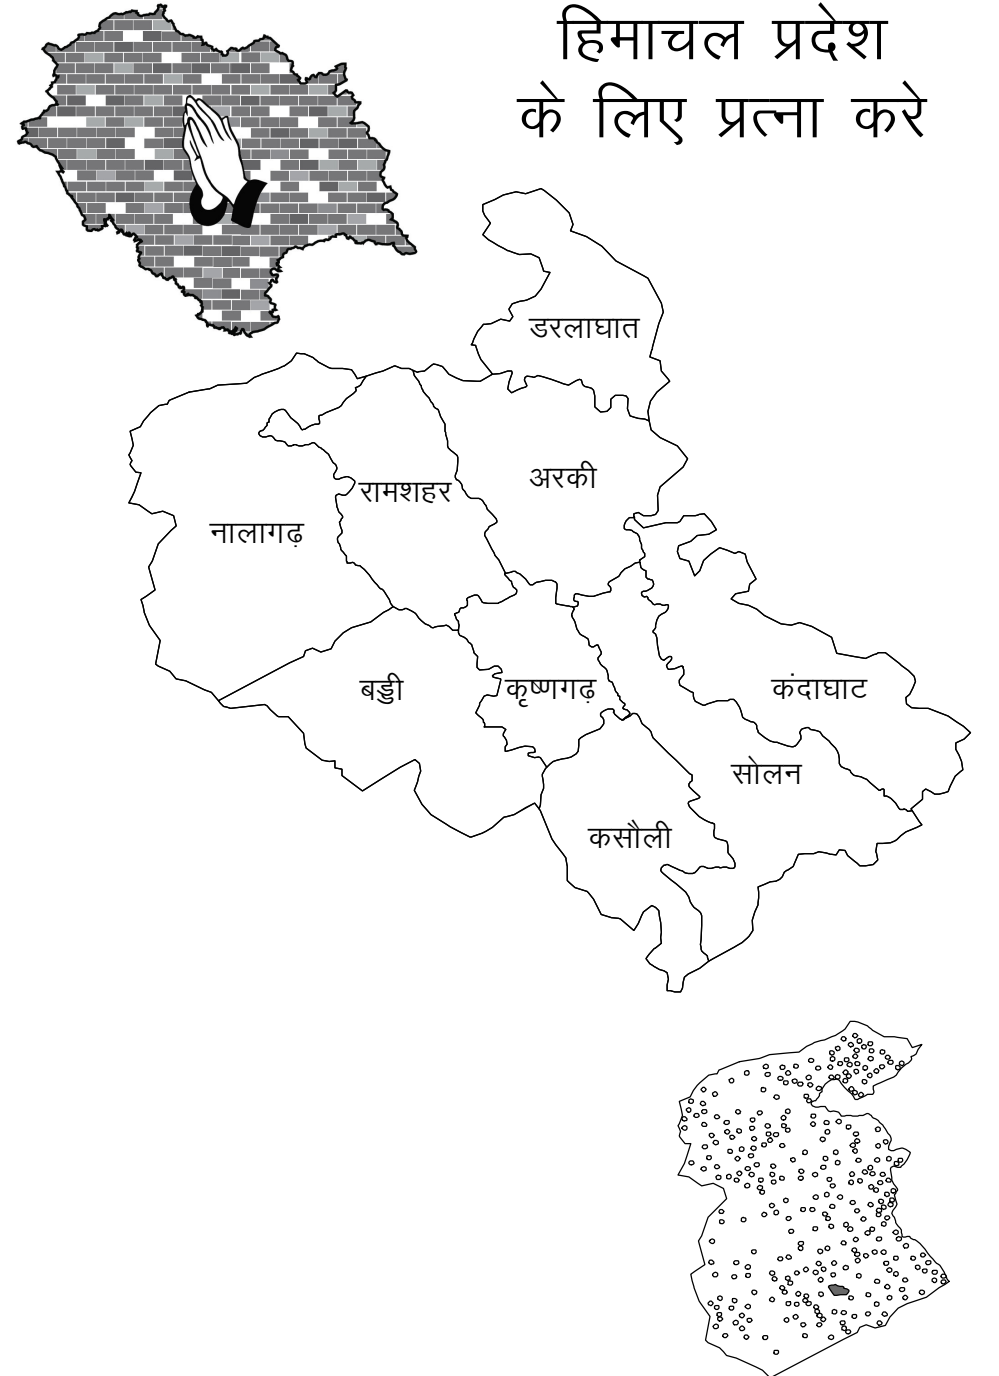 हिमाचल प्रदेश
के लिए प्रत्ना करे
डरलाघात
अरकी
रामशहर
नालागढ़
बड्डी
कृष्णगढ़
कंदाघाट
सोलन
कसौली